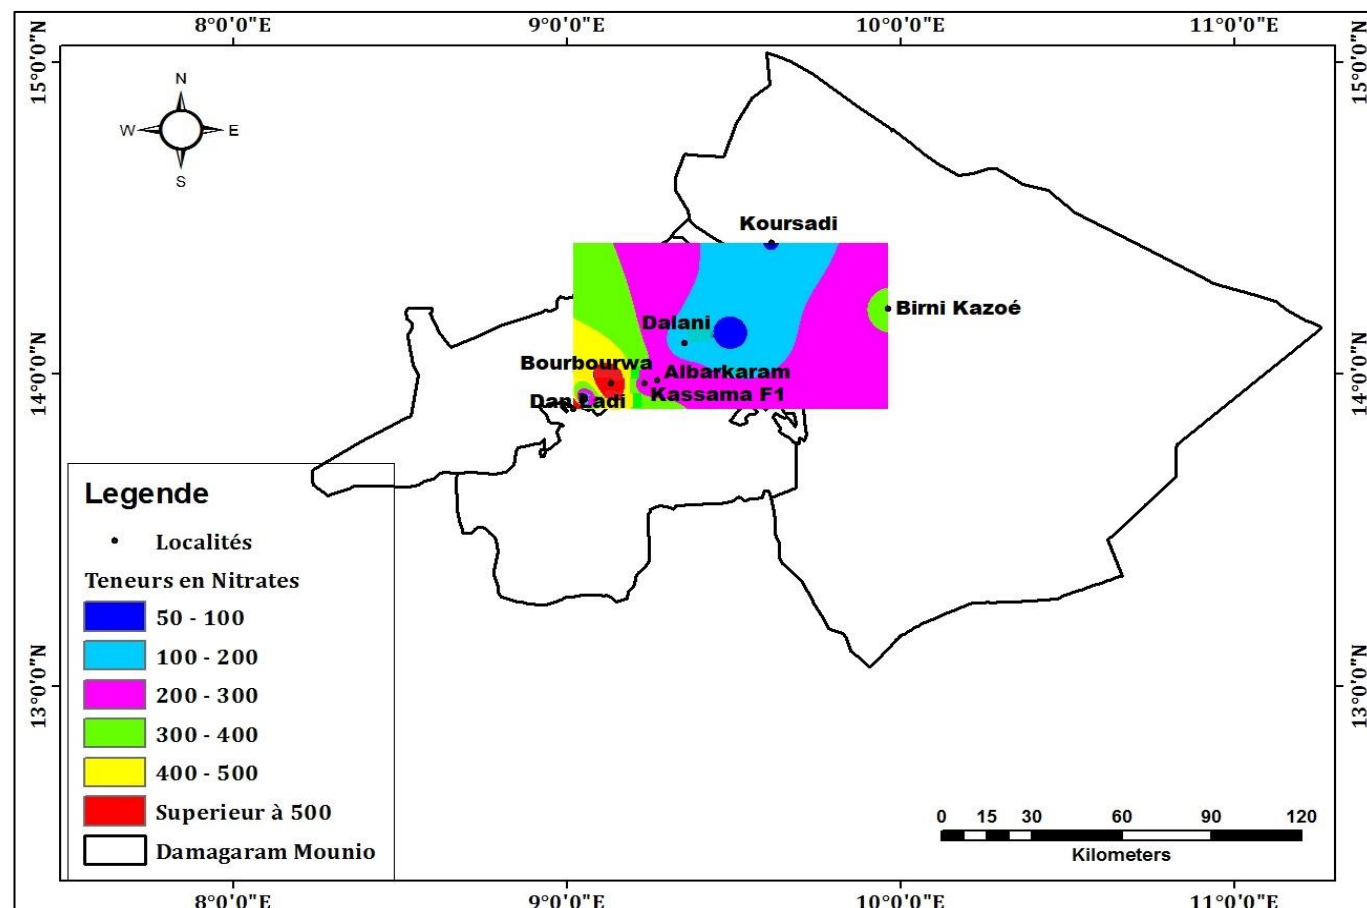 8°0'0"E 9°0'0"E 10°0'0"E 11°0'0"E
15°0'0"N
15°0'0"N
N
W E
S
Koursadi
Birni Kazoé
Dalani
Bourbourwa
Albarkaram
Kassama F1
Dan Ladi
14°0'0"N
14°0'0"N
Legende
Localités
Teneurs en Nitrates
50 - 100
100 - 200
200 - 300
300 - 400
400 - 500
Superieur à 500
Damagaram Mounio
13°0'0"N
13°0'0"N
0 15 30 60 90 120
Kilometers
8°0'0"E 9°0'0"E 10°0'0"E 11°0'0"E